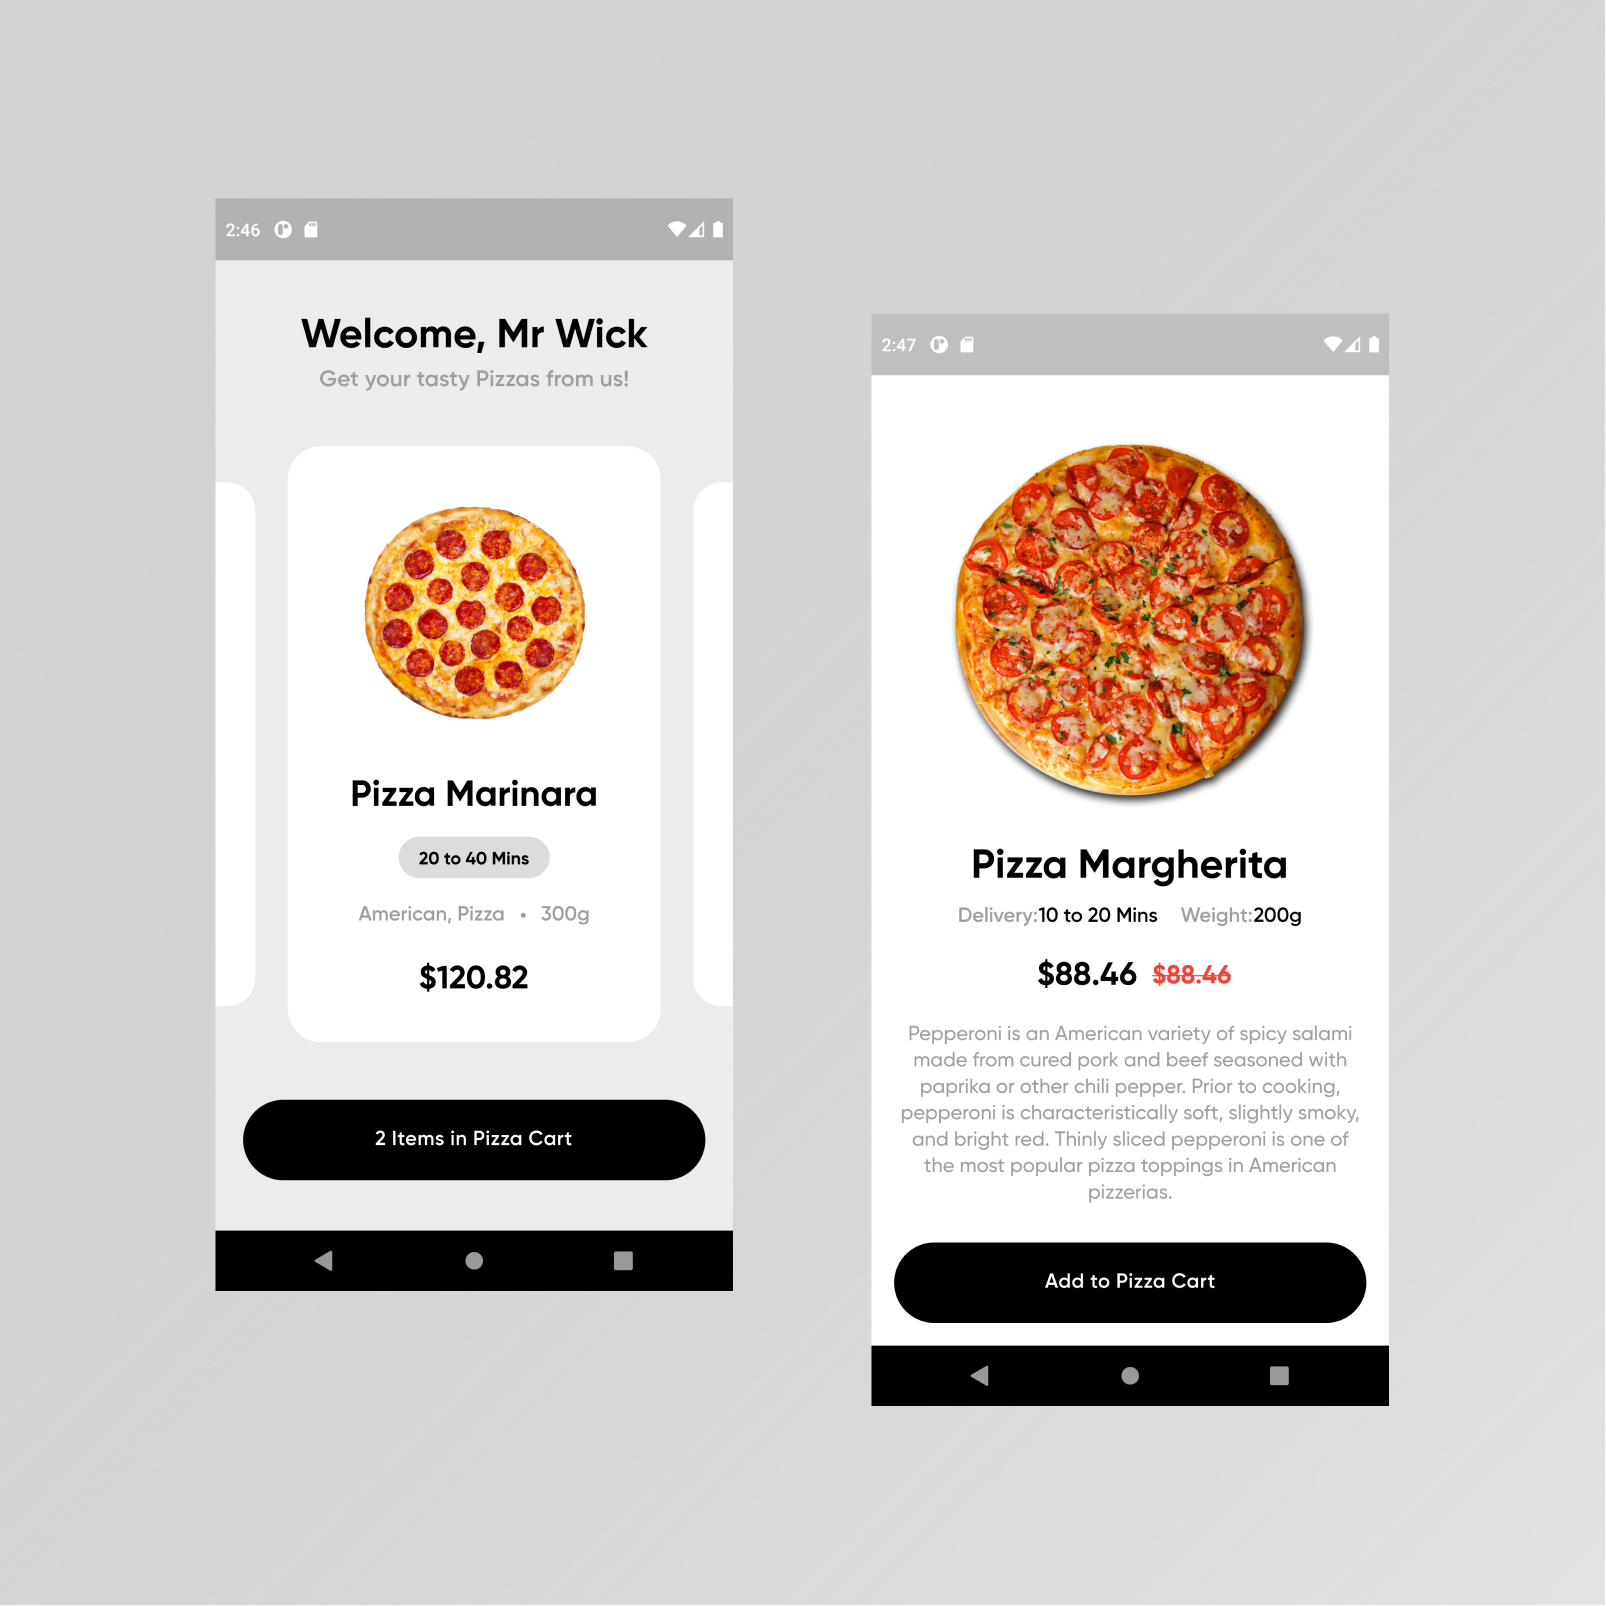 2:46
Welcome, Mr Wick
Get your tasty Pizzas from us!
Pizza Marinara
20 to 40 Mins
American, Pizza • 300g
$120.82
2 Items in Pizza Cart
2:47
Pizza Margherita
Delivery:10 to 20 Mins Weight:200g
$88.46 $88.46
Pepperoni is an American variety of spicy salami
made from cured pork and beef seasoned with
paprika or other chili pepper. Prior to cooking,
pepperoni is characteristically soft, slightly smoky,
and bright red. Thinly sliced pepperoni is one of
the most popular pizza toppings in American
pizzerias.
Add to Pizza Cart